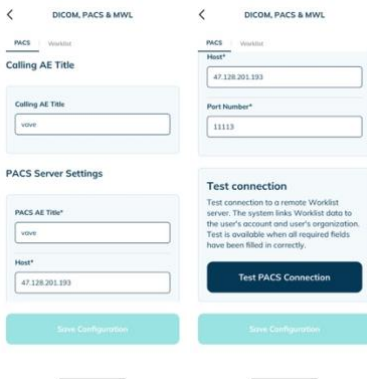 DICOM, PACS & MWL
PACS
Worklist
Calling AE Title
Calling AE Title
vave
PACS Server Settings
PACS AE Title*
vave
Host*
47.128.201.193
Save Configuration
DICOM, PACS & MWL
PACS
Worklist
Host*
47.128.201.193
Port Number*
11113
Test connection
Test connection to a remote Worklist
server. The system links Worklist data to
the user's account and user's organization.
Test is available when all required fields
have been filled in correctly.
Test PACS Connection
Save Configuration